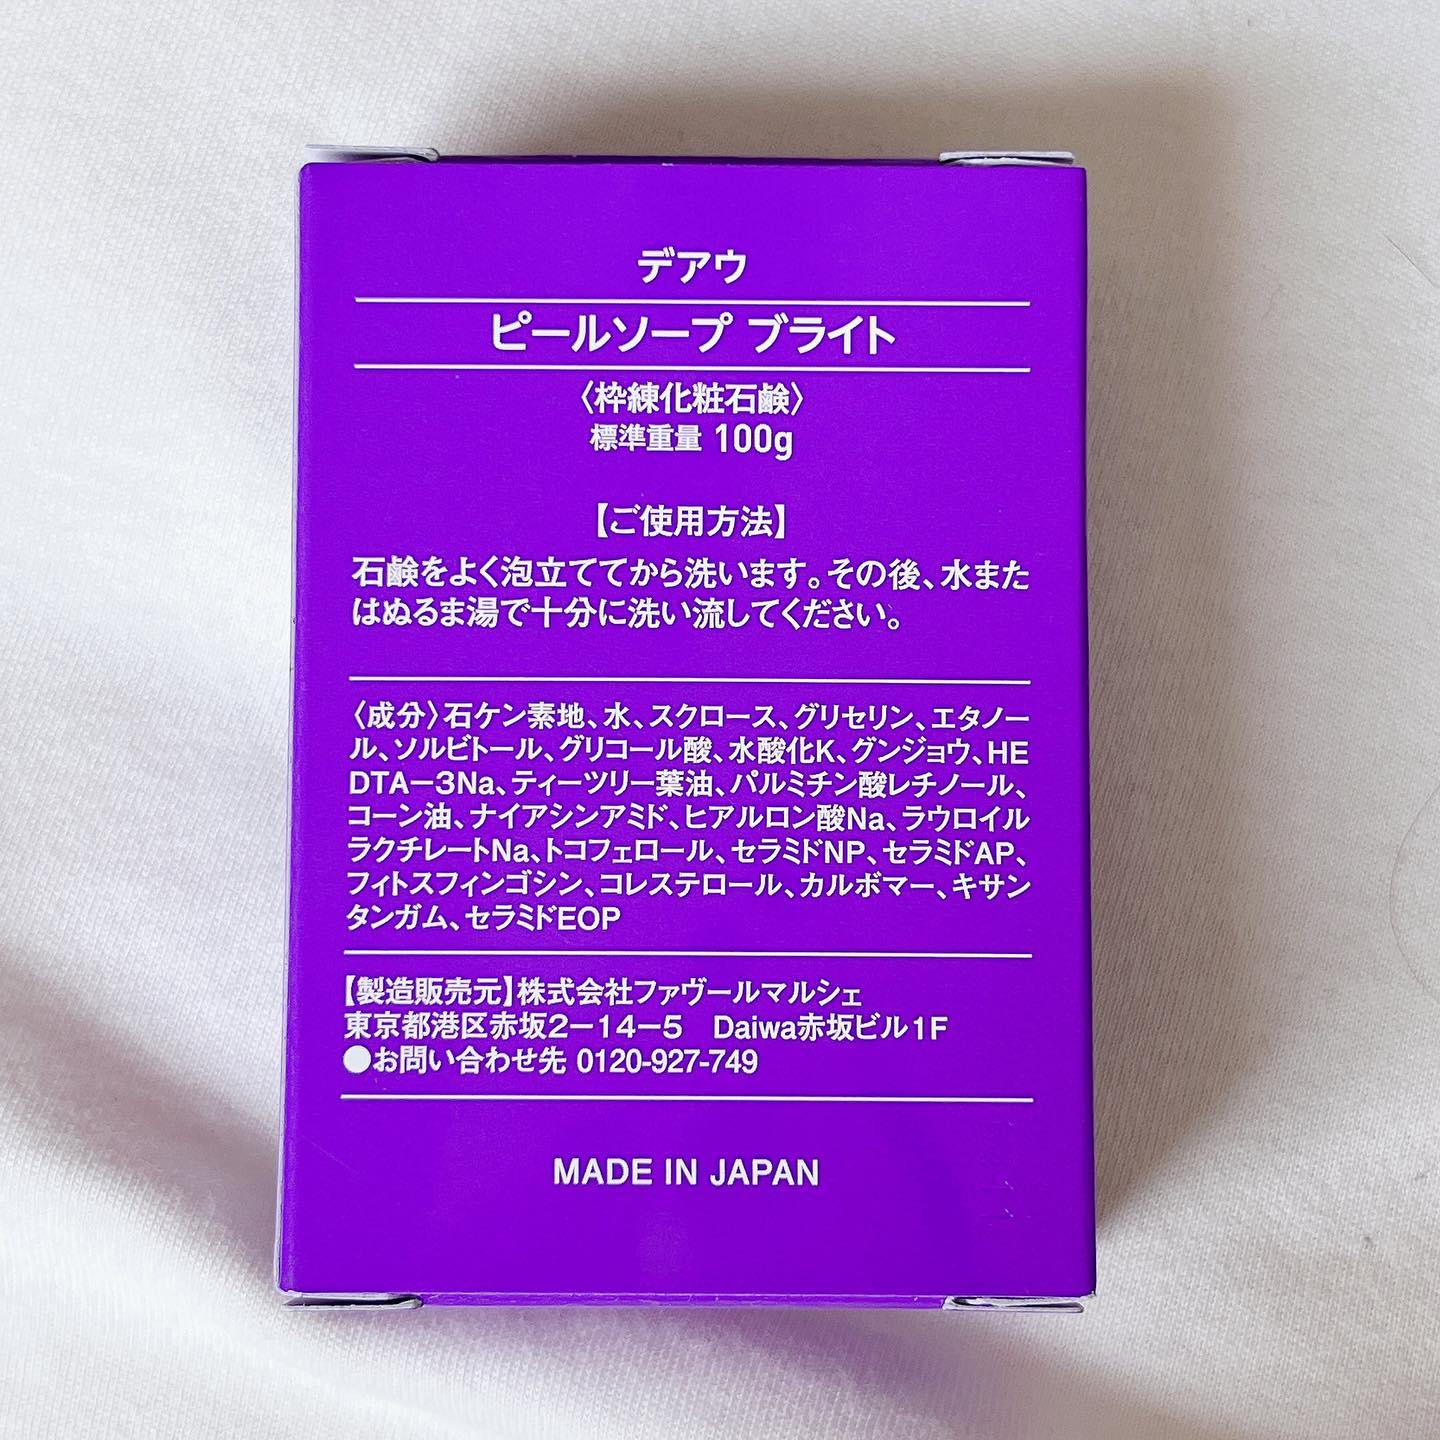 デアウ
ピールソープ ブライト
〈枠練化粧石鹸〉
標準重量 100g
【ご使用方法】
石鹸をよく泡立ててから洗います。その後、水また
はぬるま湯で十分に洗い流してください。
〈成分〉石ケン素地、水、スクロース、グリセリン、エタノー
ル、ソルビトール、グリコール酸、水酸化K、グンジョウ、HE
DTA－3Na、ティーツリー葉油、パルミチン酸レチノール、
コーン油、ナイアシンアミド、ヒアルロン酸Na、ラウロイル
ラクチレートNa、トコフェロール、セラミドNP、セラミドAP、
フィトスフィンゴシン、コレステロール、カルボマー、キサン
タンガム、セラミドEOP
【製造販売元】株式会社ファヴールマルシェ
東京都港区赤坂2－14－5　Daiwa赤坂ビル1F
●お問い合わせ先 0120-927-749
MADE IN JAPAN